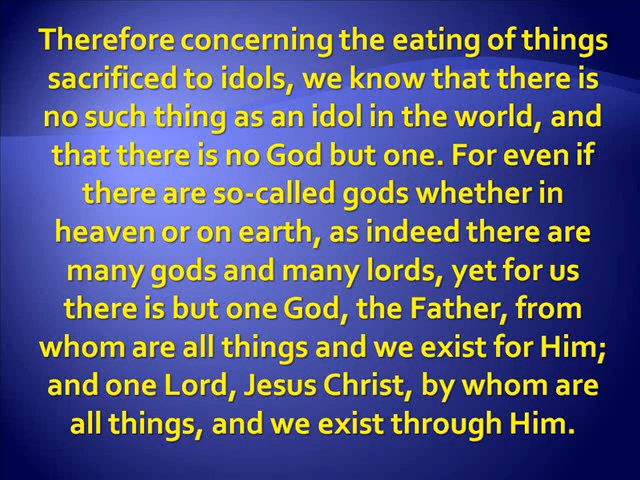 Therefore concerning the eating of things
sacrificed to idols, we know that there is
no such thing as an idol in the world, and
that there is no God but one. For even if
there are so-called gods whether in
heaven or on earth, as indeed there are
many gods and many lords, yet for us
there is but one God, the Father, from
whom are all things and we exist for Him;
and one Lord, Jesus Christ, by whom are
all things, and we exist through Him.